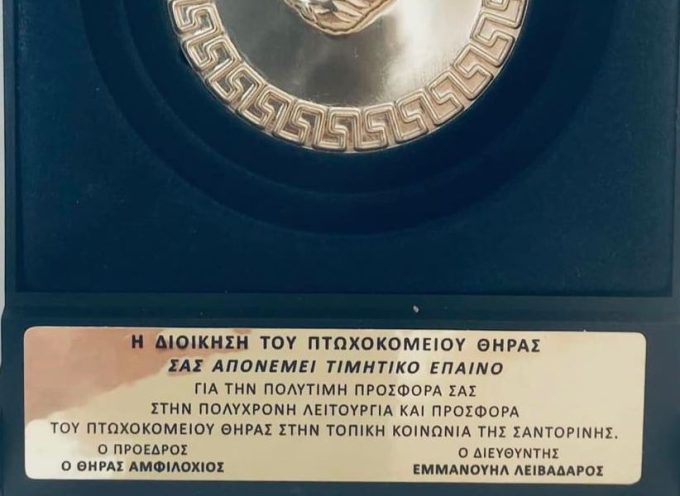 Η ΔΙΟΙΚΗΣΗ ΤΟΥ ΠΤΩΧΟΚΟΜΕΙΟΥ ΘΗΡΑΣ
ΣΑΣ ΑΠΟΝΕΜΕΙ ΤΙΜΗΤΙΚΟ ΕΠΑΙΝΟ
ΓΙΑ ΤΗΝ ΠΟΛΥΤΙΜΗ ΠΡΟΣΦΟΡΑ ΣΑΣ
ΣΤΗΝ ΠΟΛΥΧΡΟΝΗ ΛΕΙΤΟΥΡΓΙΑ ΚΑΙ ΠΡΟΣΦΟΡΑ
ΤΟΥ ΠΤΩΧΟΚΟΜΕΙΟΥ ΘΗΡΑΣ ΣΤΗΝ ΤΟΠΙΚΗ ΚΟΙΝΩΝΙΑ ΤΗΣ ΣΑΝΤΟΡΙΝΗΣ.
Ο ΠΡΟΕΔΡΟΣ Ο ΔΙΕΥΘΥΝΤΗΣ
Ο ΘΗΡΑΣ ΑΜΦΙΛΟΧΙΟΣ ΕΜΜΑΝΟΥΗΛ ΛΕΙΒΑΔΑΡΟΣ